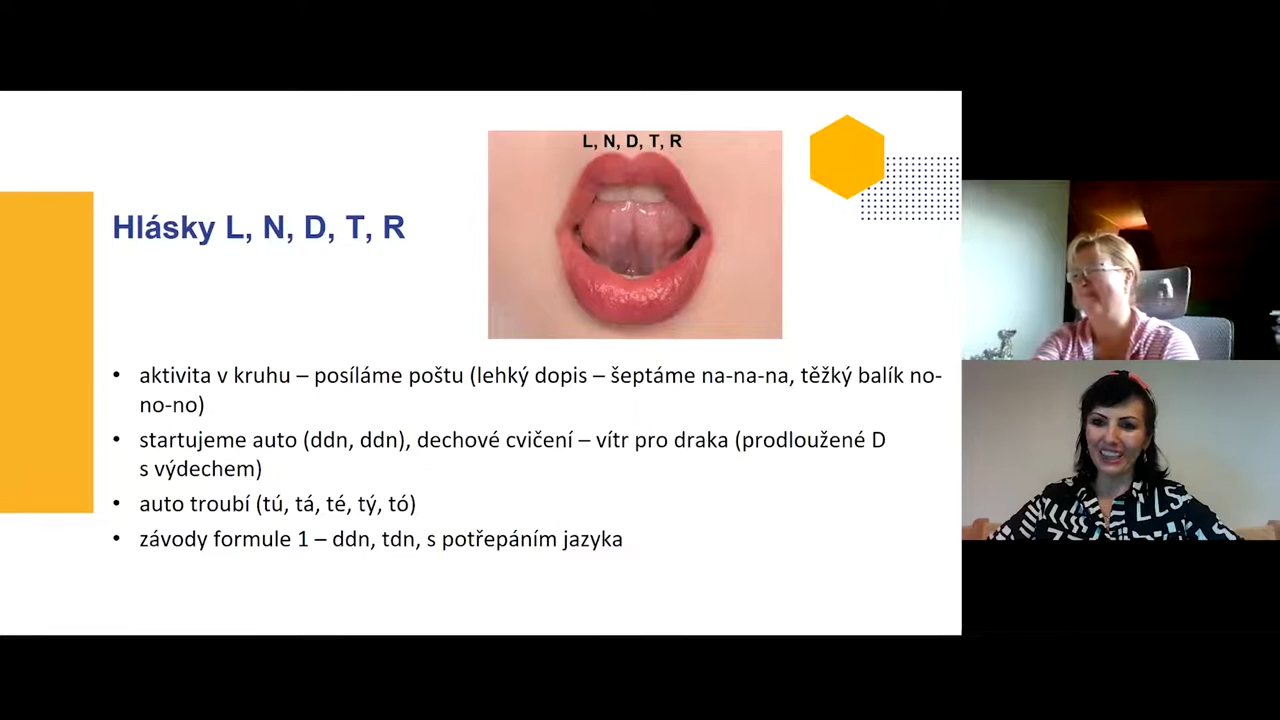 L, N, D, T, R
Hlásky L, N, D, T, R
• aktivita v kruhu – posíláme poštu (lehký dopis – šeptáme na-na-na, těžký balík no-
no-no)
• startujeme auto (ddn, ddn), dechové cvičení – vítr pro draka (prodloužené D
s výdechem)
• auto troubí (tú, tá, té, tý, tó)
• závody formule 1 – ddn, tdn, s potřepáním jazyka